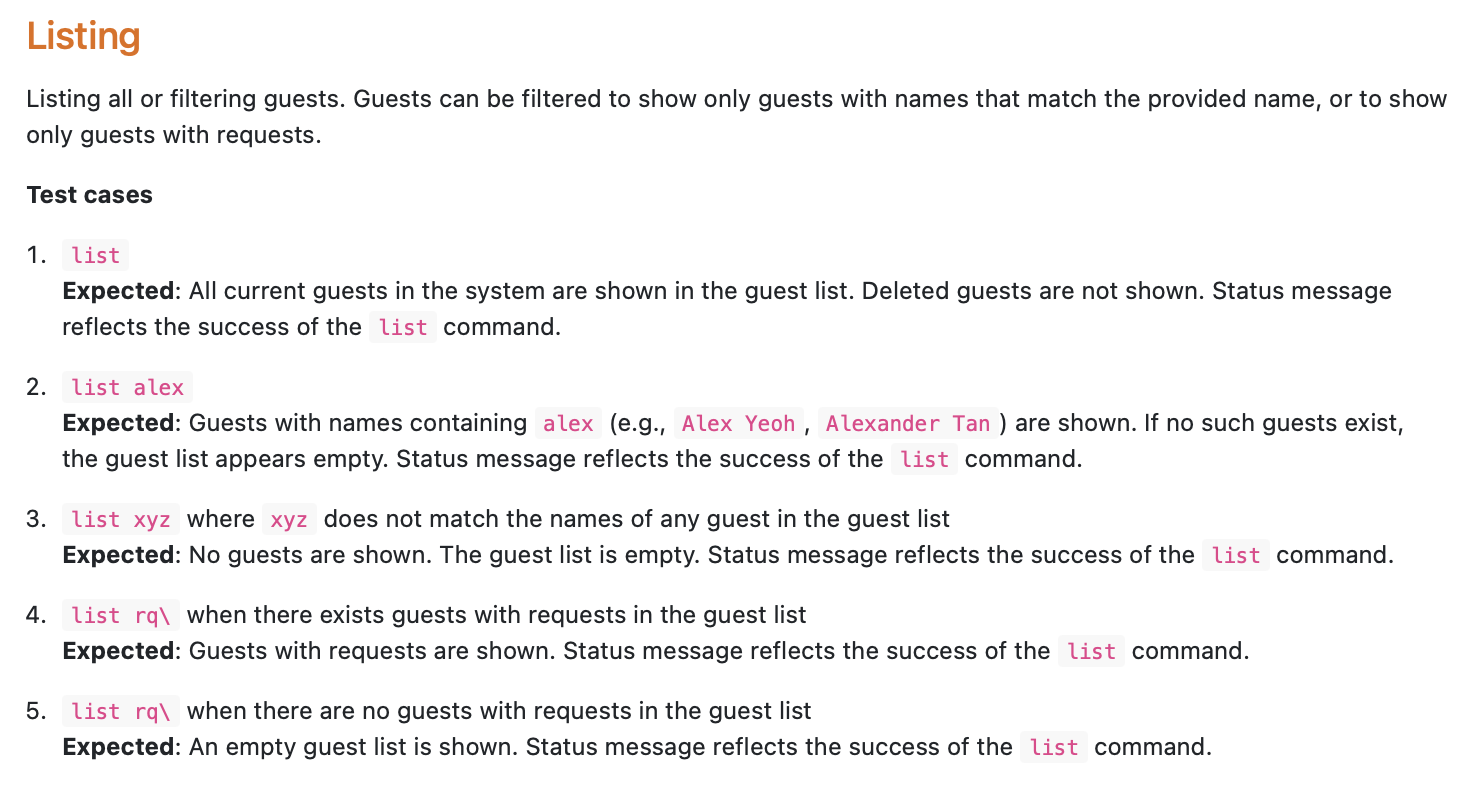 Listing
Listing all or filtering guests. Guests can be filtered to show only guests with names that match the provided name, or to show
only guests with requests.
Test cases
1. list
Expected: All current guests in the system are shown in the guest list. Deleted guests are not shown. Status message
reflects the success of the list command.
2. list alex
Expected: Guests with names containing alex (e.g., Alex Yeoh, Alexander Tan) are shown. If no such guests exist,
the guest list appears empty. Status message reflects the success of the list command.
3. list xyz where xyz does not match the names of any guest in the guest list
Expected: No guests are shown. The guest list is empty. Status message reflects the success of the list command.
4. list rq\ when there exists guests with requests in the guest list
Expected: Guests with requests are shown. Status message reflects the success of the list command.
5. list rq\ when there are no guests with requests in the guest list
Expected: An empty guest list is shown. Status message reflects the success of the list command.